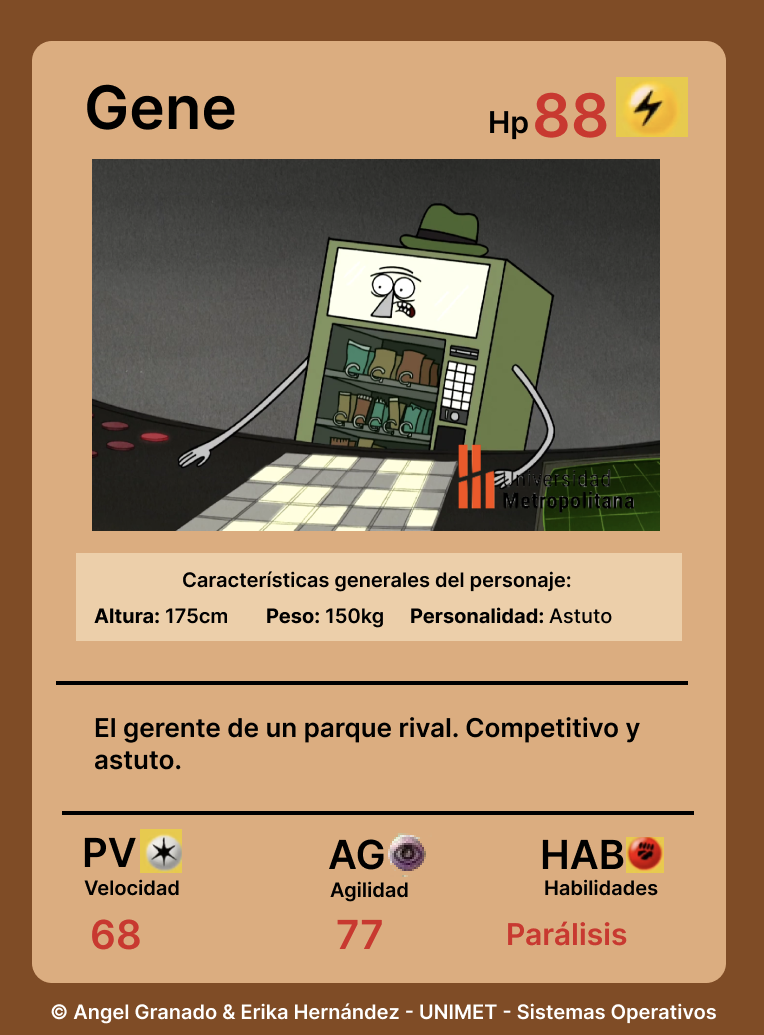 Gene
Hp 88
Universidad
Metropolitana
Características generales del personaje:
Altura: 175cm Peso: 150kg Personalidad: Astuto
El gerente de un parque rival. Competitivo y
astuto.
PV AG HAB
Velocidad Agilidad Habilidades
68 77 Parálisis
© Angel Granado & Erika Hernández - UNIMET - Sistemas Operativos